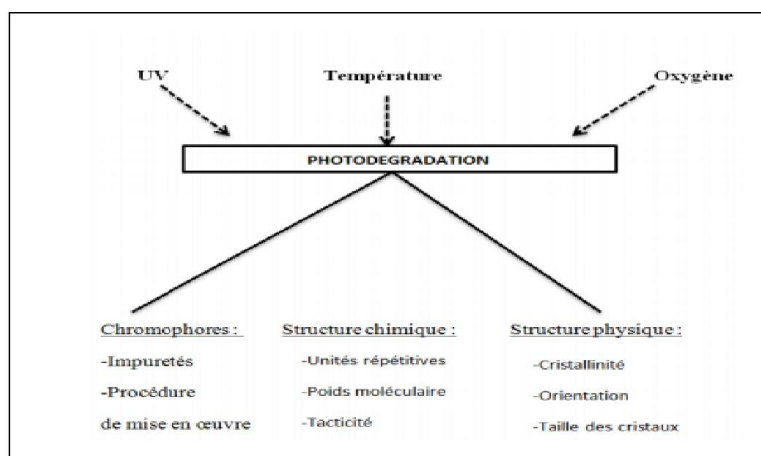 UV Température Oxygène
PHOTODEGRADATION
Chromophores :
-Impuretés
-Procédure
de mise en œuvre
Structure chimique :
-Unités répétitives
-Poids moléculaire
-Tacticité
Structure physique :
-Cristallinité
-Orientation
-Taille des cristaux